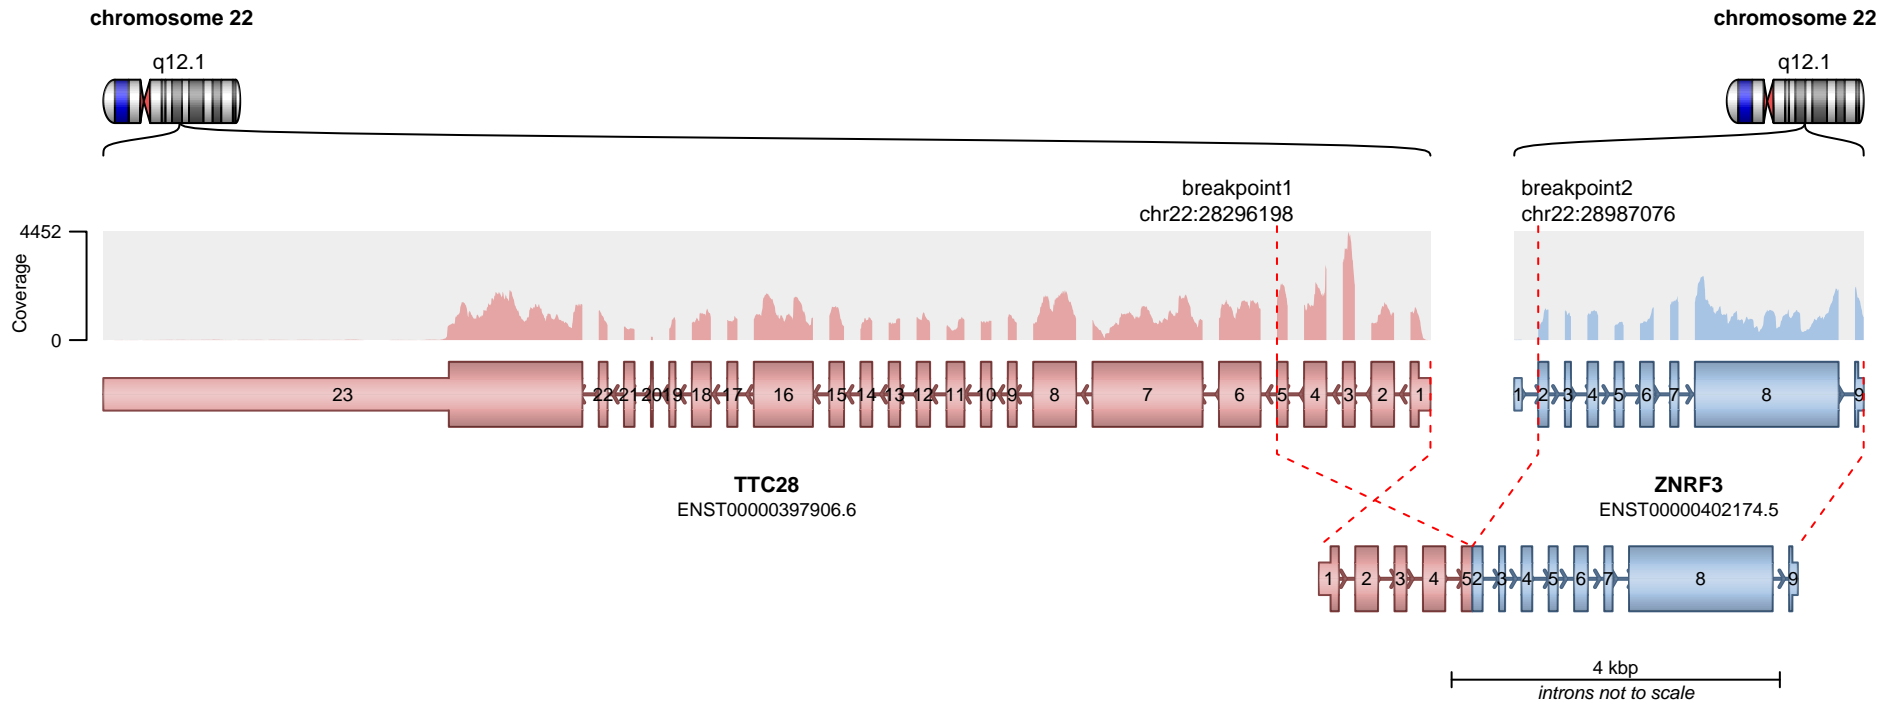 chromosome 22
chromosome 22
q12.1
q12.1
breakpoint1
chr22:28296198
breakpoint2
chr22:28987076
4452
Coverage
0
23 22 21 20 19 18 17 16 15 14 13 12 11 10 9 8 7 6 5 4 3 2 1
1 2 3 4 5 6 7 8 9
TTC28
ENST00000397906.6
ZNRF3
ENST00000402174.5
1 2 3 4 5 2 3 4 5 6 7 8 9
4 kbp
introns not to scale